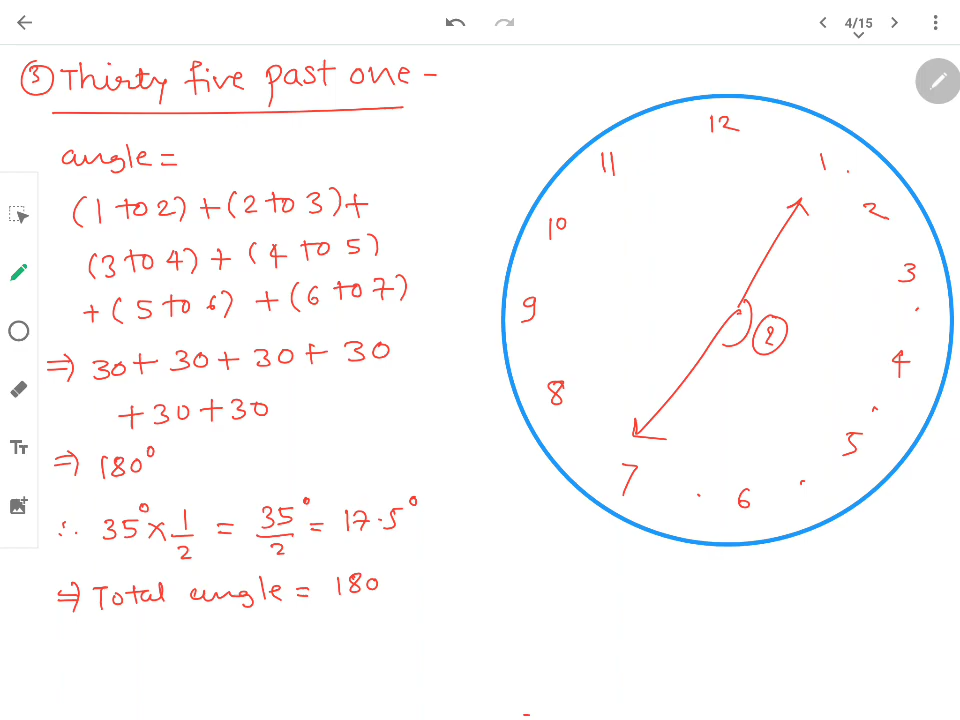 4/15
③ Thirty five past one -
angle =
(1 to 2) + (2 to 3) +
(3 to 4) + (4 to 5)
+ (5 to 6) + (6 to 7)
⇒ 30 + 30 + 30 + 30
+ 30 + 30
⇒ 180°
∴ 35° × 1/2 = 35°/2 = 17.5°
⇒ Total angle = 180
12
11
1
10
2
3
9
②
4
8
5
7
6
Tт